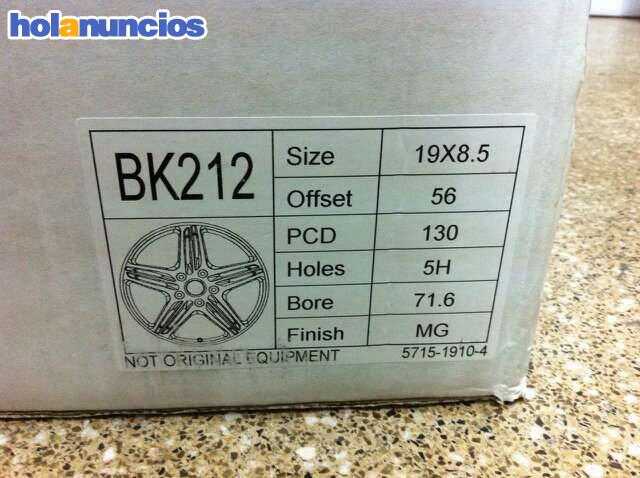 holanuncios
BK212
Size 19X8.5
Offset 56
PCD 130
Holes 5H
Bore 71.6
Finish MG
NOT ORIGINAL EQUIPMENT 5715-1910-4